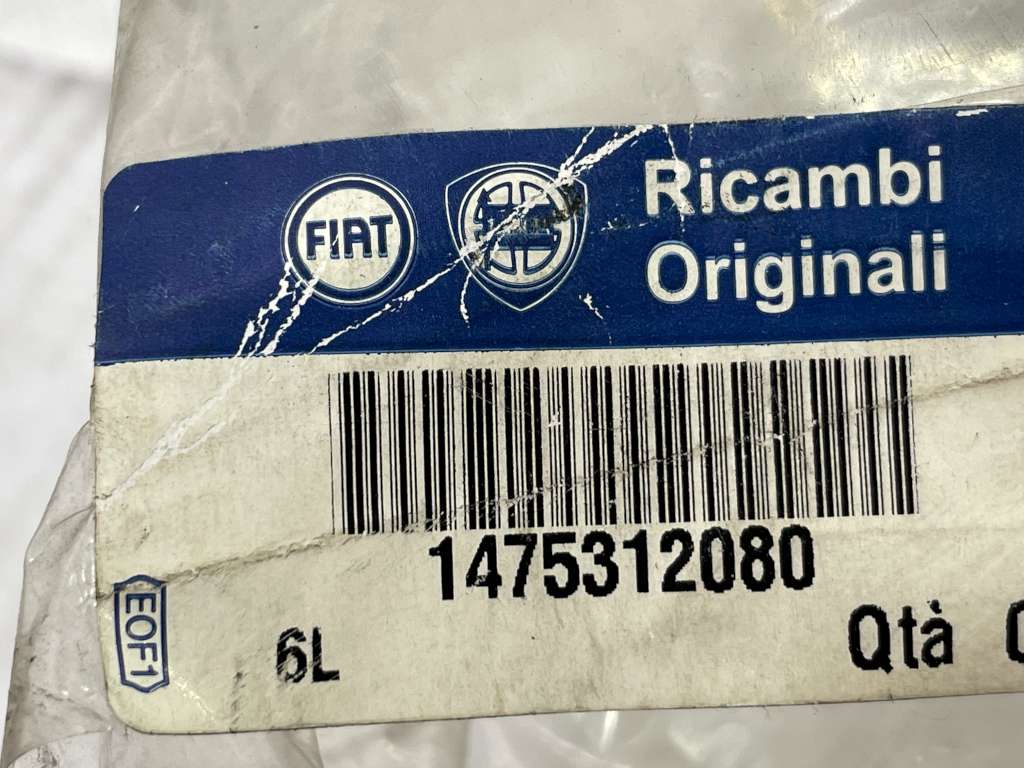 FIAT
Ricambi
Originali
1475312080
EOF1
6L
Qtà